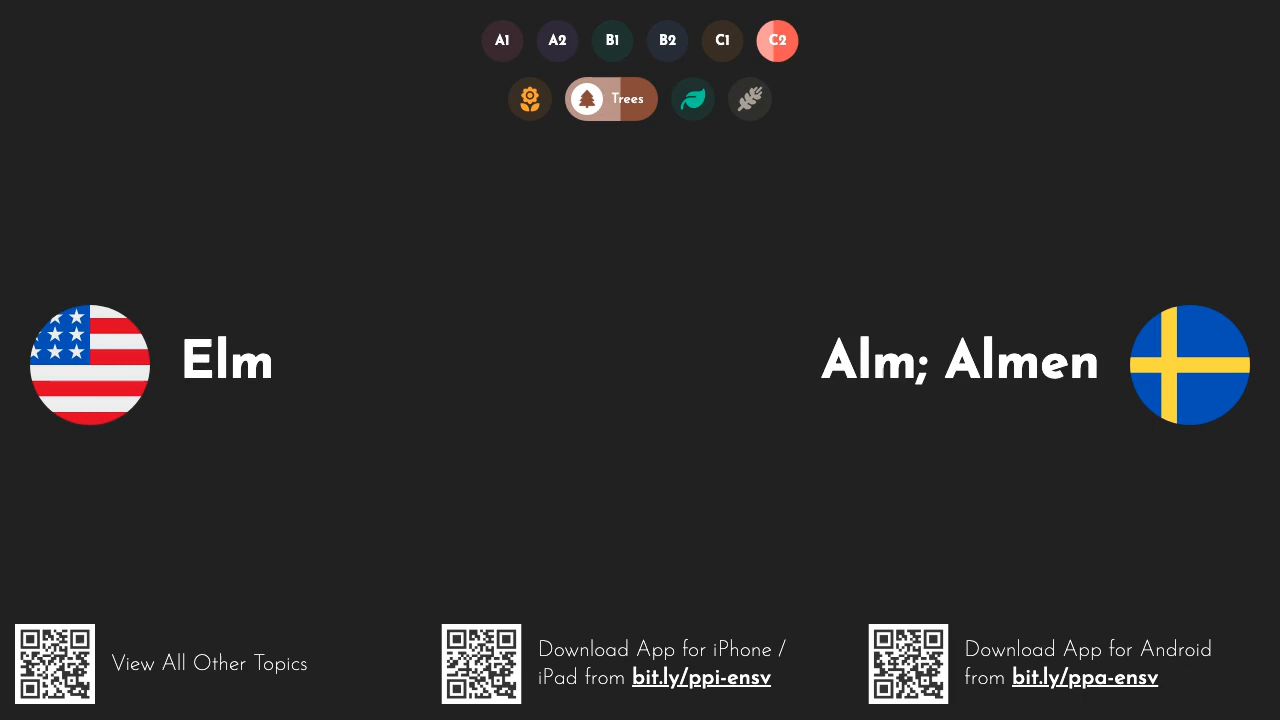 A1 A2 B1 B2 C1 C2
Trees
Elm
Alm; Almen
View All Other Topics
Download App for iPhone /
iPad from bit.ly/ppi-ensv
Download App for Android
from bit.ly/ppa-ensv